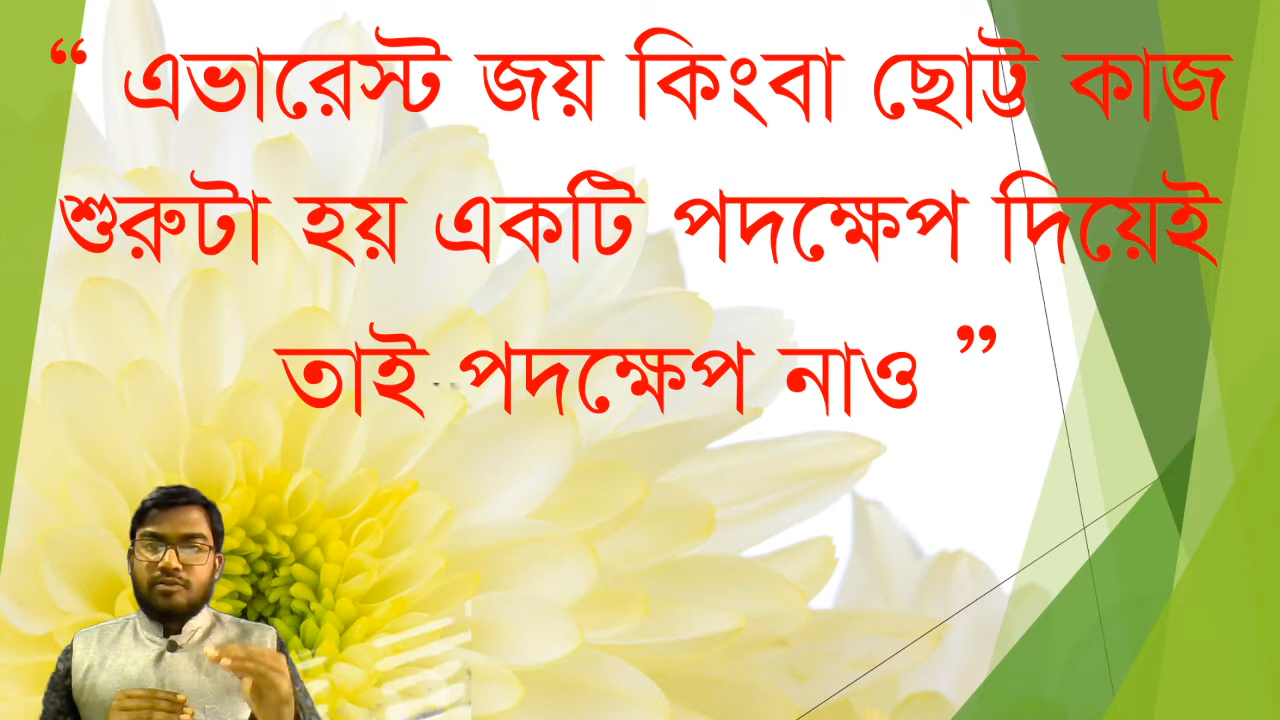 “ এভারেস্ট জয় কিংবা ছোট্ট কাজ
শুরুটা হয় একটি পদক্ষেপ দিয়েই
তাই পদক্ষেপ নাও ”